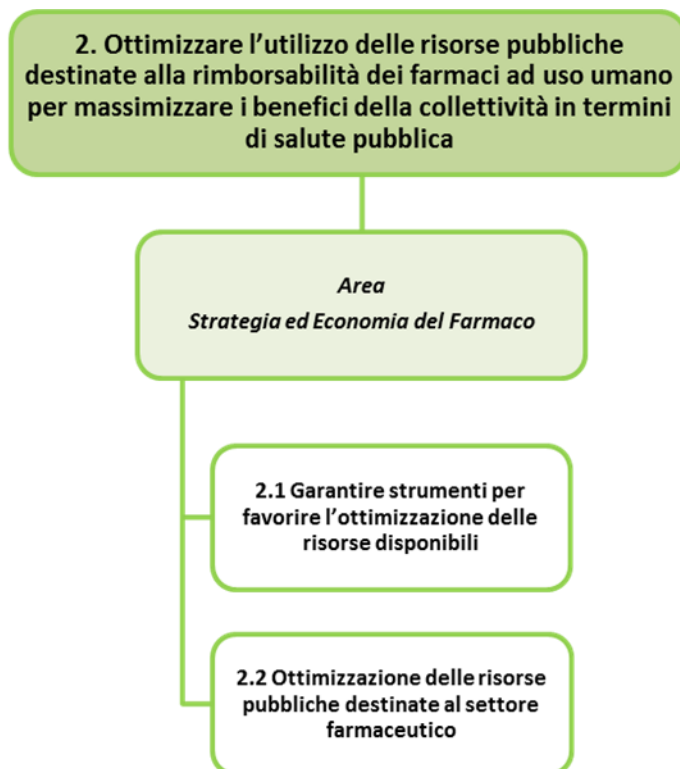 2. Ottimizzare l’utilizzo delle risorse pubbliche
destinate alla rimborsabilità dei farmaci ad uso umano
per massimizzare i benefici della collettività in termini
di salute pubblica
Area
Strategia ed Economia del Farmaco
2.1 Garantire strumenti per
favorire l’ottimizzazione delle
risorse disponibili
2.2 Ottimizzazione delle risorse
pubbliche destinate al settore
farmaceutico